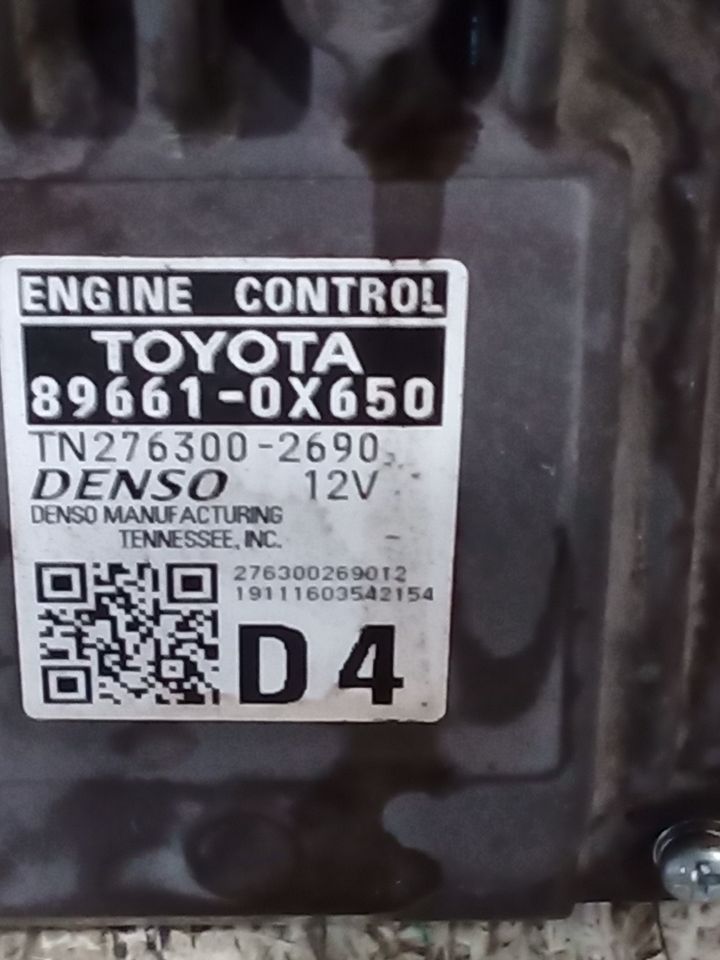 ENGINE CONTROL
TOYOTA
89661-0X650
TN276300-2690
DENSO 12V
DENSO MANUFACTURING
TENNESSEE, INC.
276300269012
19111603542154
D4